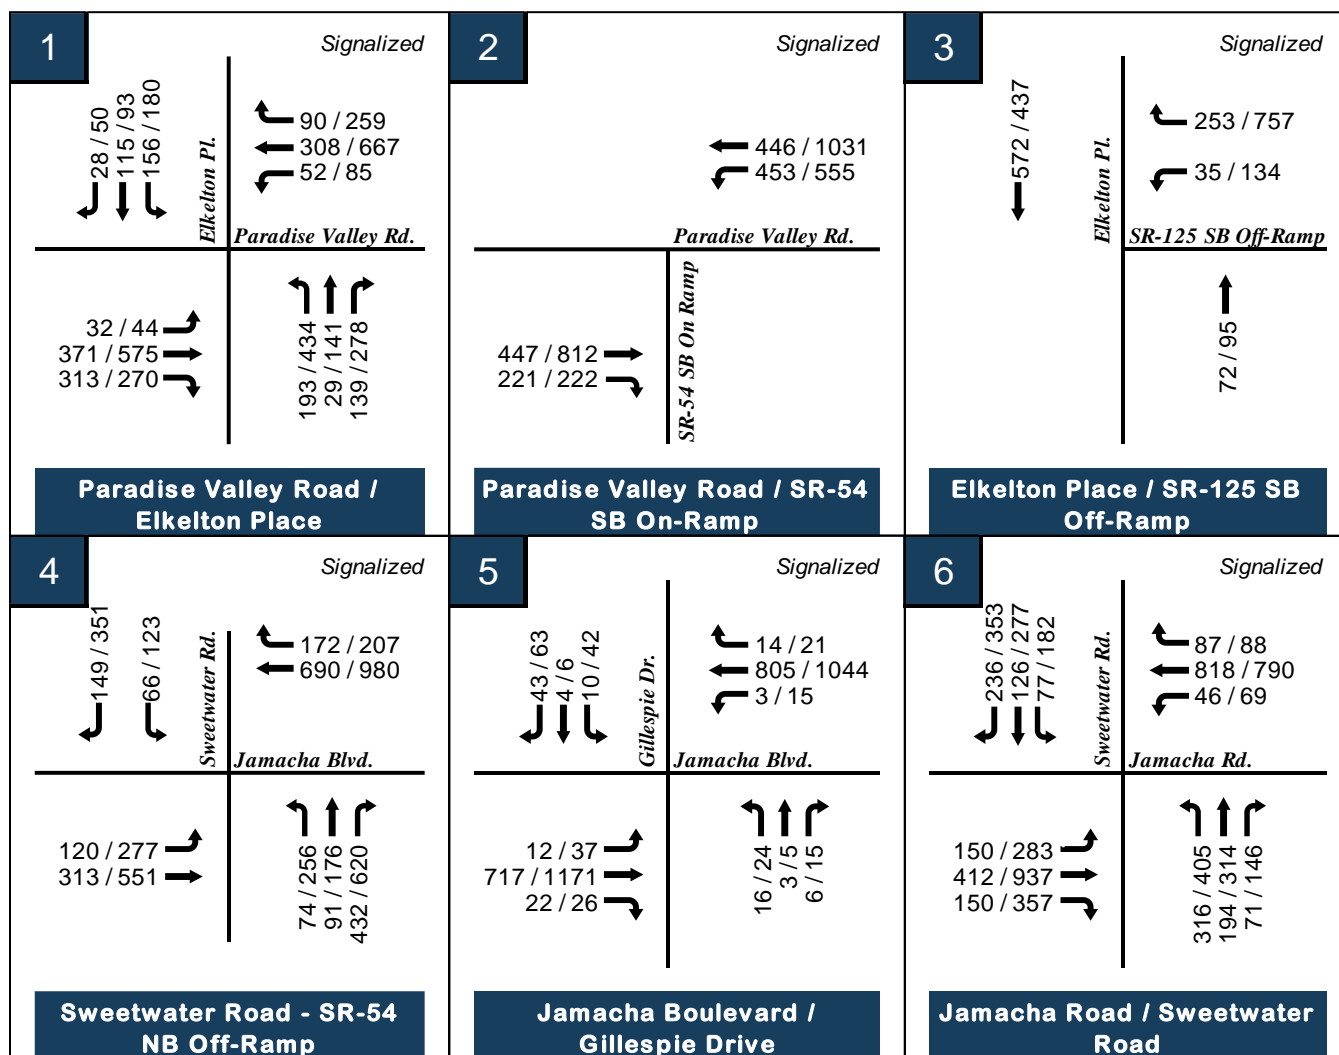 1
Signalized
28 / 50
115 / 93
156 / 180
Elkelton Pl.
90 / 259
308 / 667
52 / 85
Paradise Valley Rd.
32 / 44
371 / 575
313 / 270
193 / 434
29 / 141
139 / 278
Paradise Valley Road /
Elkelton Place
2
Signalized
446 / 1031
453 / 555
Paradise Valley Rd.
447 / 812
221 / 222
SR-54 SB On Ramp
Paradise Valley Road / SR-54
SB On-Ramp
3
Signalized
572 / 437
Elkelton Pl.
253 / 757
35 / 134
SR-125 SB Off-Ramp
72 / 95
Elkelton Place / SR-125 SB
Off-Ramp
4
Signalized
149 / 351
66 / 123
Sweetwater Rd.
172 / 207
690 / 980
Jamacha Blvd.
120 / 277
313 / 551
74 / 256
91 / 176
432 / 620
Sweetwater Road - SR-54
NB Off-Ramp
5
Signalized
43 / 63
4 / 6
10 / 42
Gillespie Dr.
14 / 21
805 / 1044
3 / 15
Jamacha Blvd.
12 / 37
717 / 1171
22 / 26
16 / 24
3 / 5
6 / 15
Jamacha Boulevard /
Gillespie Drive
6
Signalized
236 / 353
126 / 277
77 / 182
Sweetwater Rd.
87 / 88
818 / 790
46 / 69
Jamacha Rd.
150 / 283
412 / 937
150 / 357
316 / 405
194 / 314
71 / 146
Jamacha Road / Sweetwater
Road